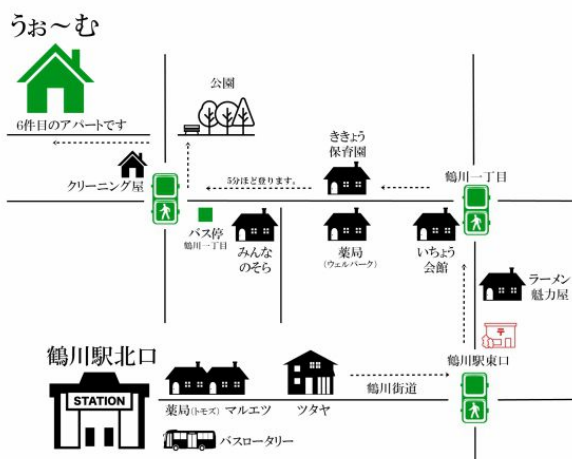 うぉ～む
6件目のアパートです
公園
クリーニング屋
ききょう
保育園
5分ほど登ります。
鶴川一丁目
バス停
鶴川一丁目
みんな
のそら
薬局
(ウェルパーク)
いちょう
会館
ラーメン
魁力屋
鶴川駅北口
STATION
薬局(トモズ)
マルエツ
ツタヤ
鶴川街道
鶴川駅東口
バスロータリー